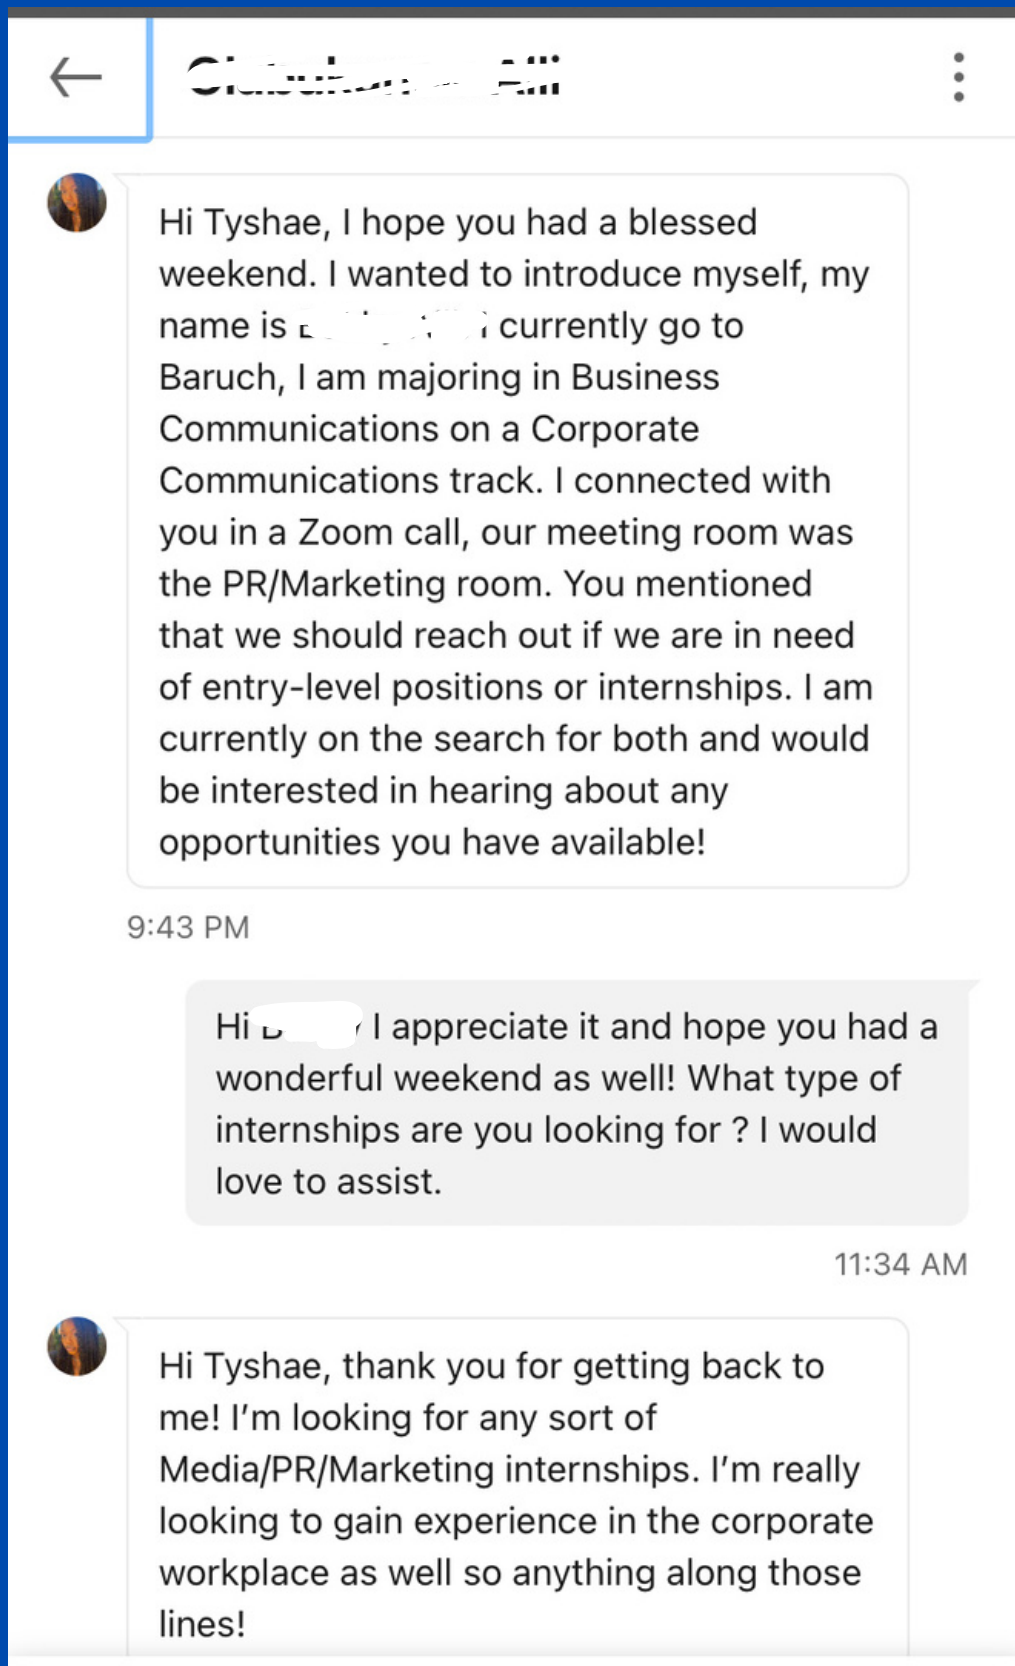 Hi Tyshae, I hope you had a blessed
weekend. I wanted to introduce myself, my
name is currently go to
Baruch, I am majoring in Business
Communications on a Corporate
Communications track. I connected with
you in a Zoom call, our meeting room was
the PR/Marketing room. You mentioned
that we should reach out if we are in need
of entry-level positions or internships. I am
currently on the search for both and would
be interested in hearing about any
opportunities you have available!
9:43 PM
Hi I appreciate it and hope you had a
wonderful weekend as well! What type of
internships are you looking for ? I would
love to assist.
11:34 AM
Hi Tyshae, thank you for getting back to
me! I’m looking for any sort of
Media/PR/Marketing internships. I’m really
looking to gain experience in the corporate
workplace as well so anything along those
lines!